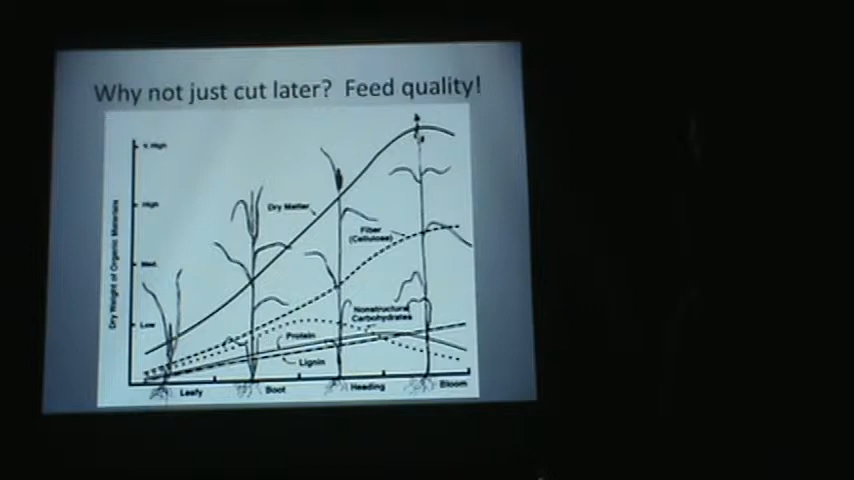 Why not just cut later? Feed quality!
V. High
High
Med.
Low
Dry Weight of Organic Materials
Dry Matter
Fiber
(Cellulose)
Nonstructural
Carbohydrates
Protein
Lignin
Leafy
Boot
Heading
Bloom